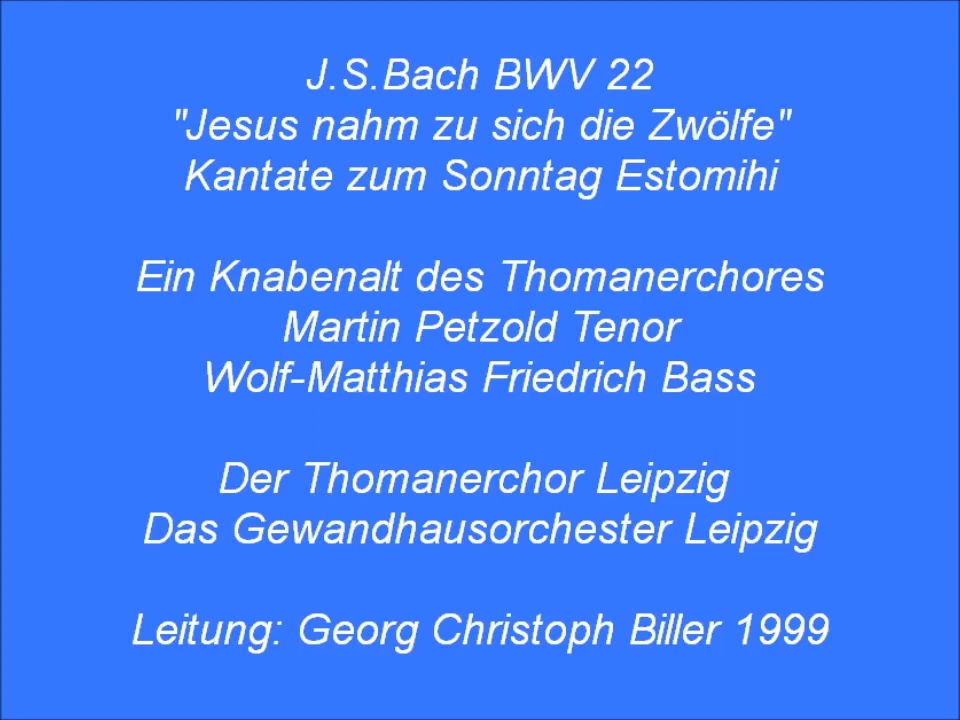 J.S.Bach BWV 22
"Jesus nahm zu sich die Zwölfe"
Kantate zum Sonntag Estomihi
Ein Knabenalt des Thomanerchores
Martin Petzold Tenor
Wolf-Matthias Friedrich Bass
Der Thomanerchor Leipzig
Das Gewandhausorchester Leipzig
Leitung: Georg Christoph Biller 1999